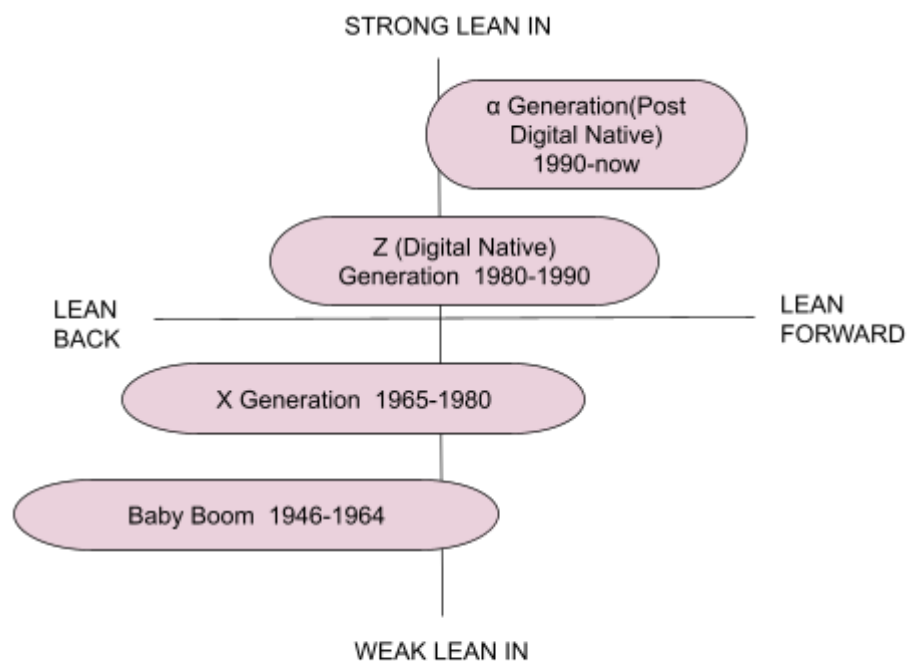 STRONG LEAN IN
α Generation(Post
Digital Native)
1990-now
Z (Digital Native)
Generation  1980-1990
LEAN
BACK
LEAN
FORWARD
X Generation  1965-1980
Baby Boom  1946-1964
WEAK LEAN IN